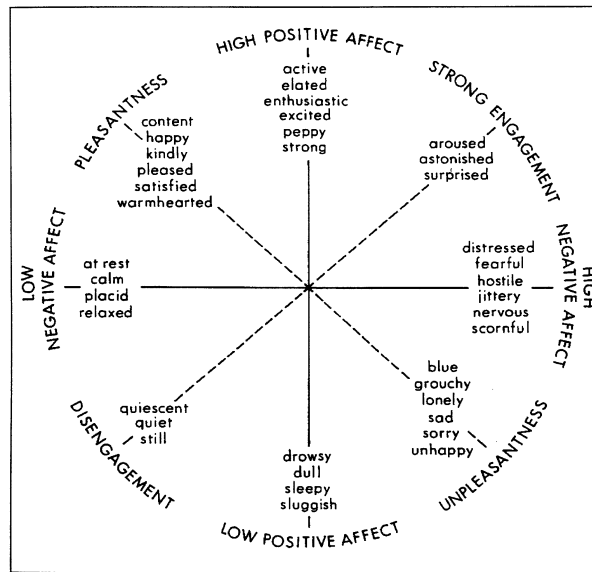 HIGH POSITIVE AFFECT
active
elated
enthusiastic
excited
peppy
strong
STRONG ENGAGEMENT
aroused
astonished
surprised
HIGH
NEGATIVE AFFECT
distressed
fearful
hostile
jittery
nervous
scornful
UNPLEASANTNESS
blue
grouchy
lonely
sad
sorry
unhappy
LOW POSITIVE AFFECT
drowsy
dull
sleepy
sluggish
DISENGAGEMENT
quiescent
quiet
still
LOW
NEGATIVE AFFECT
at rest
calm
placid
relaxed
PLEASANTNESS
content
happy
kindly
pleased
satisfied
warmhearted